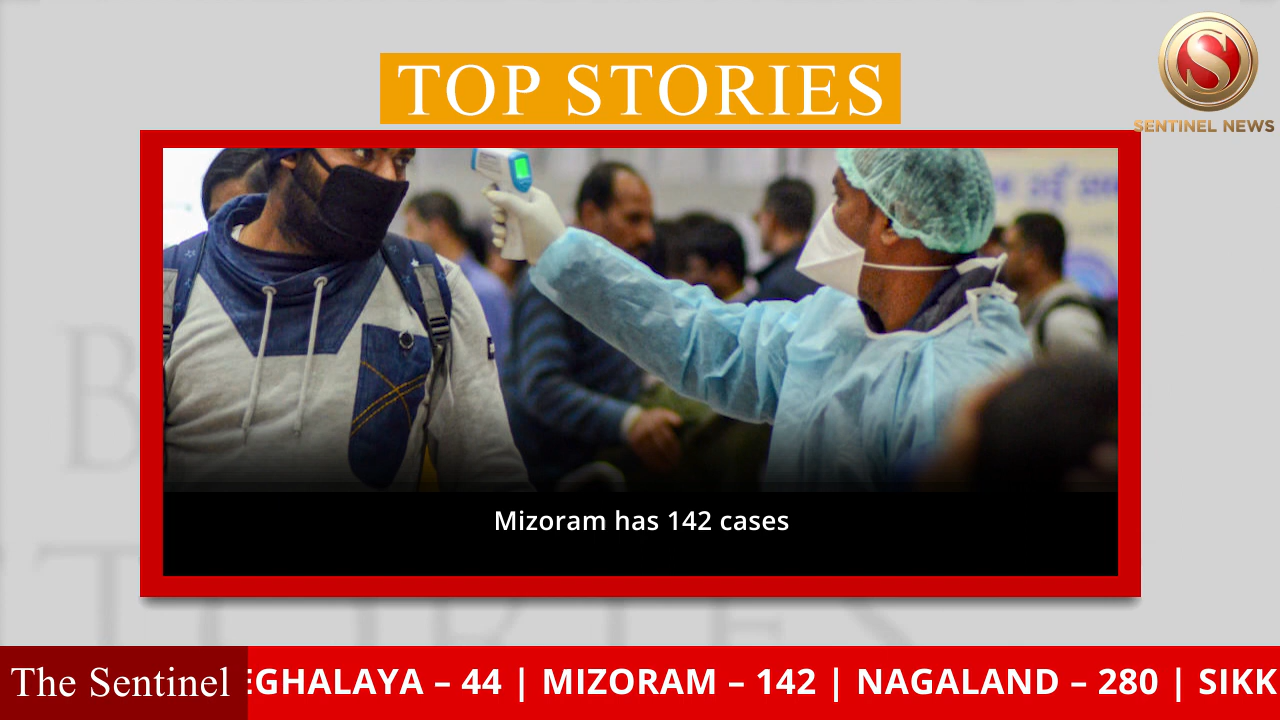 TOP STORIES
S
SENTINEL NEWS
Mizoram has 142 cases
The Sentinel
EGHALAYA – 44 | MIZORAM – 142 | NAGALAND – 280 | SIKK